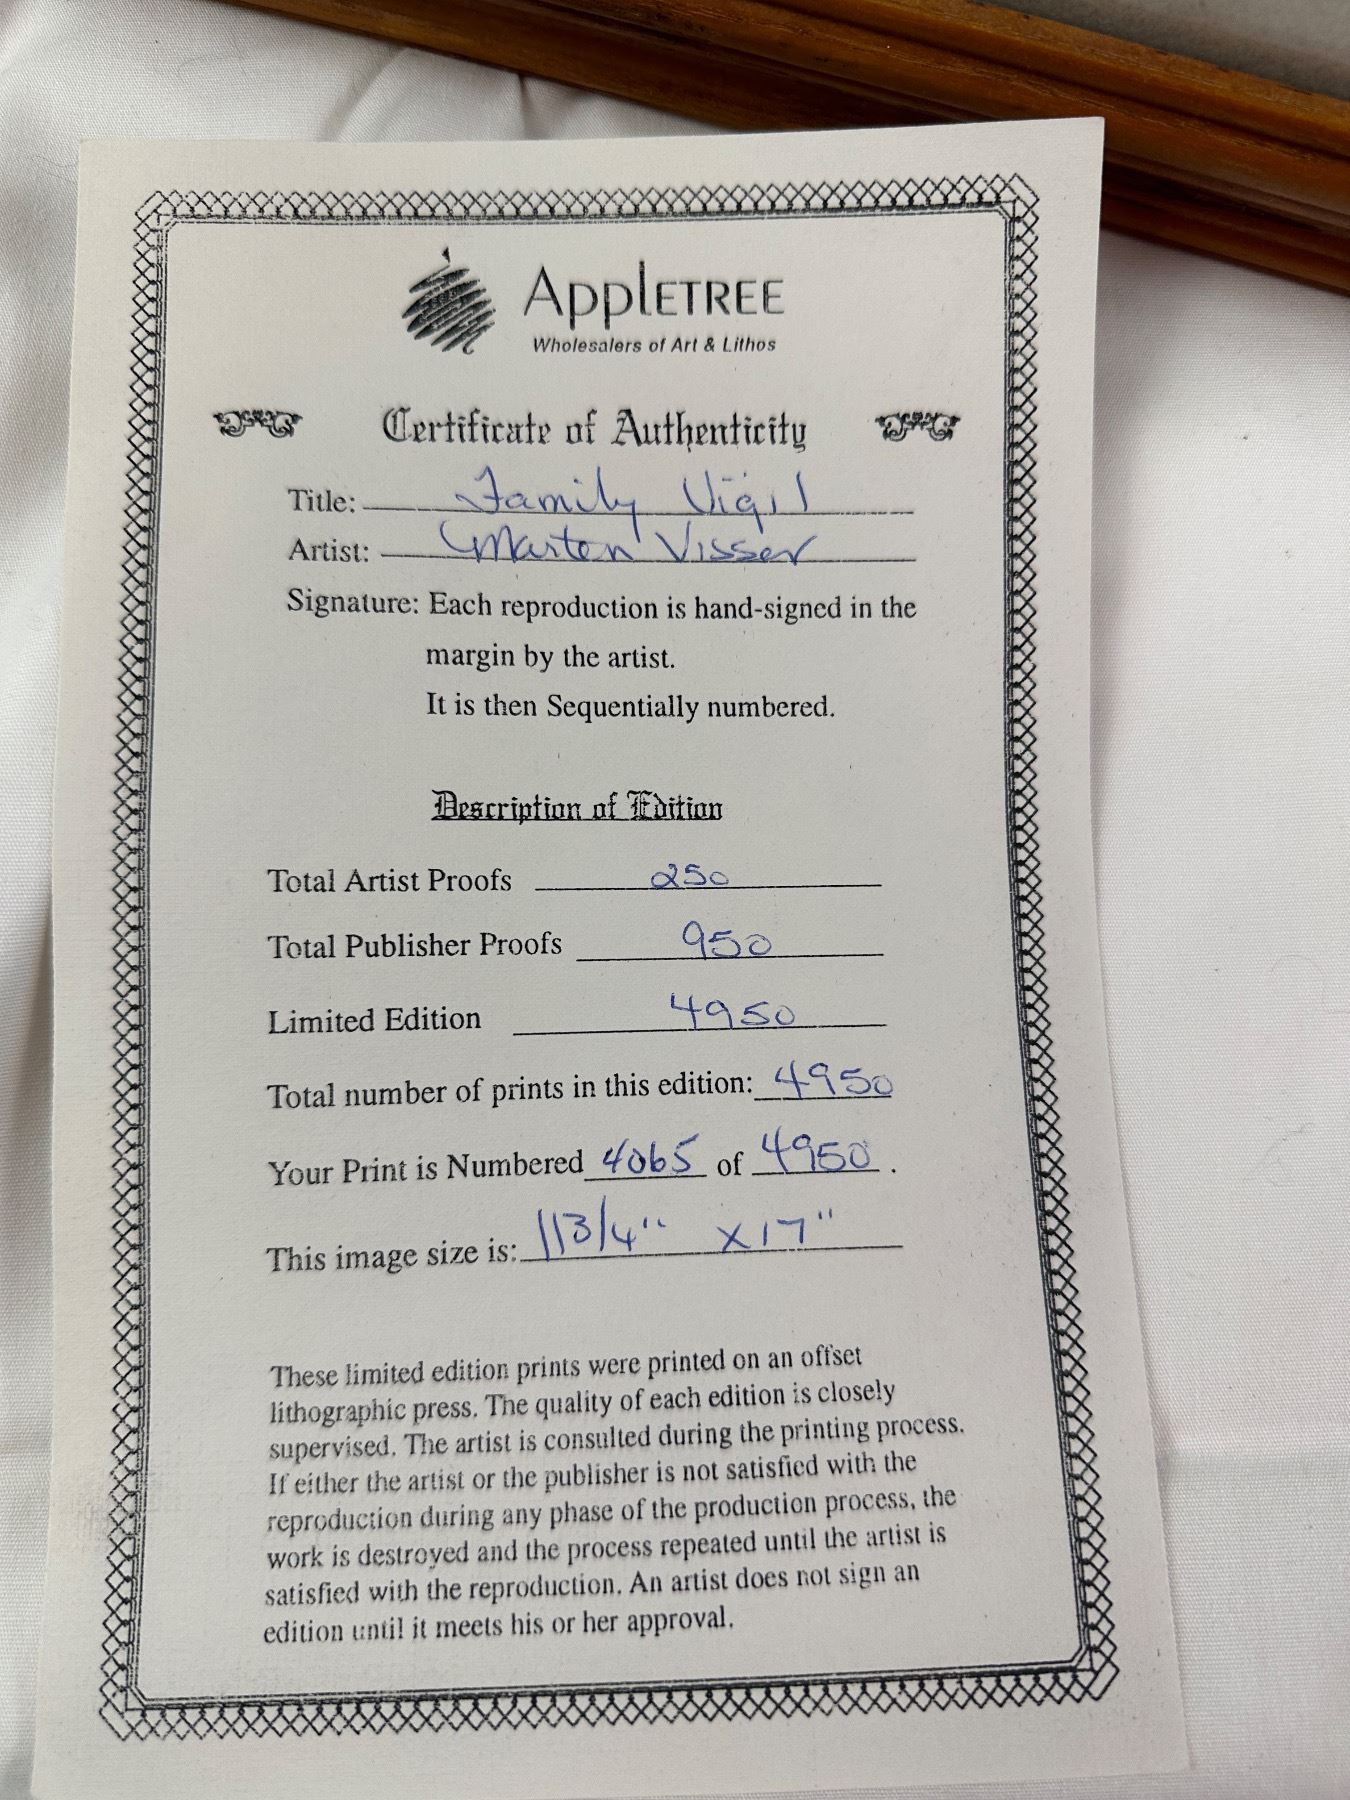 AppleTREE
Wholesalers of Art & Lithos
Certificate of Authenticity
Title: Family Vigil
Artist: Marten Visser
Signature: Each reproduction is hand-signed in the
margin by the artist.
It is then Sequentially numbered.
Description of Edition
Total Artist Proofs 250
Total Publisher Proofs 950
Limited Edition 4950
Total number of prints in this edition: 4950
Your Print is Numbered 4065 of 4950.
This image size is: 11 3/4" x 17"
These limited edition prints were printed on an offset
lithographic press. The quality of each edition is closely
supervised. The artist is consulted during the printing process.
If either the artist or the publisher is not satisfied with the
reproduction during any phase of the production process, the
work is destroyed and the process repeated until the artist is
satisfied with the reproduction. An artist does not sign an
edition until it meets his or her approval.